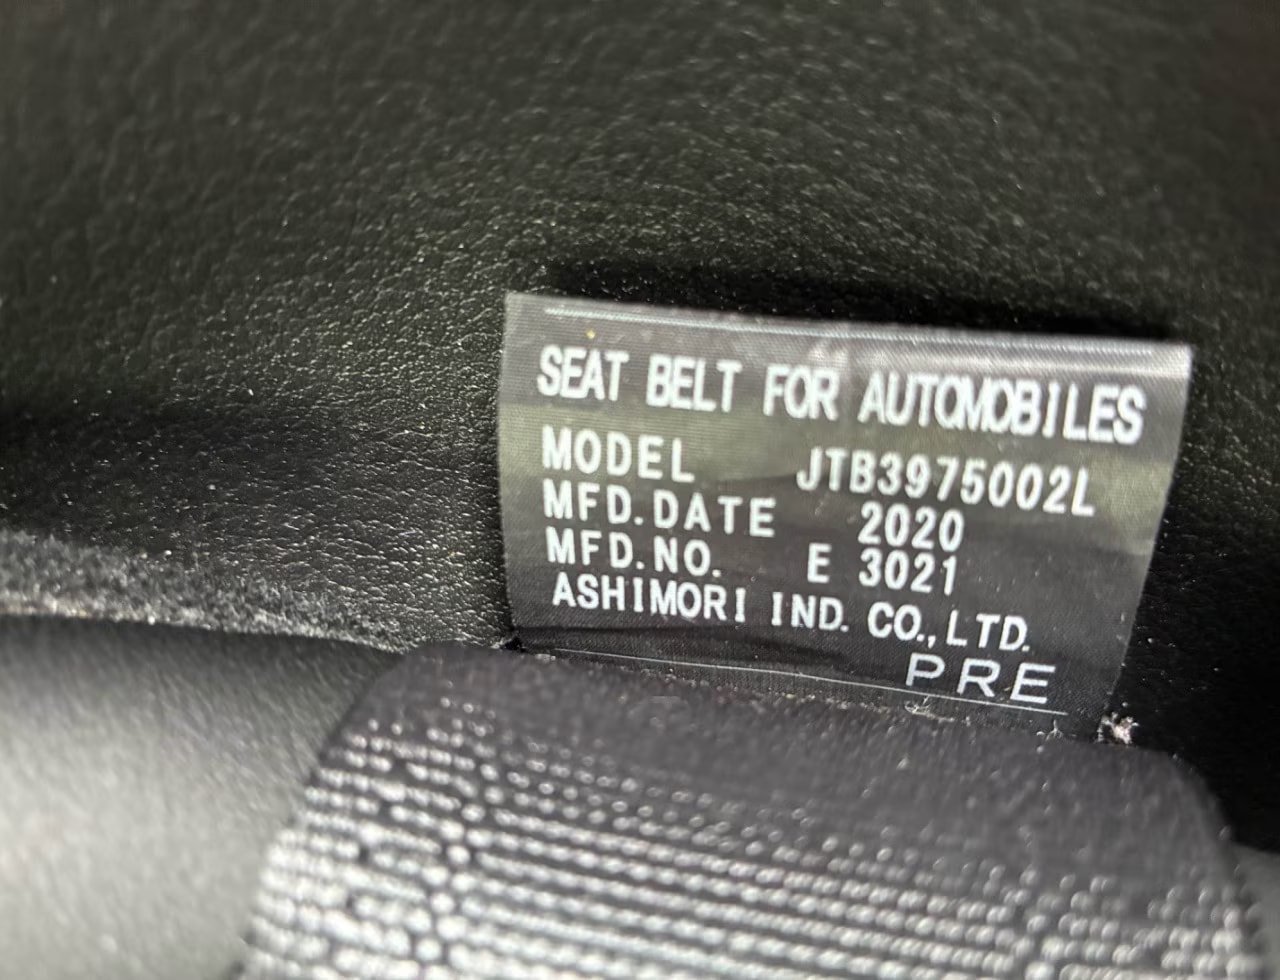 SEAT BELT FOR AUTOMOBILES
MODEL JTB3975002L
MFD.DATE 2020
MFD.NO. E 3021
ASHIMORI IND. CO., LTD.
PRE